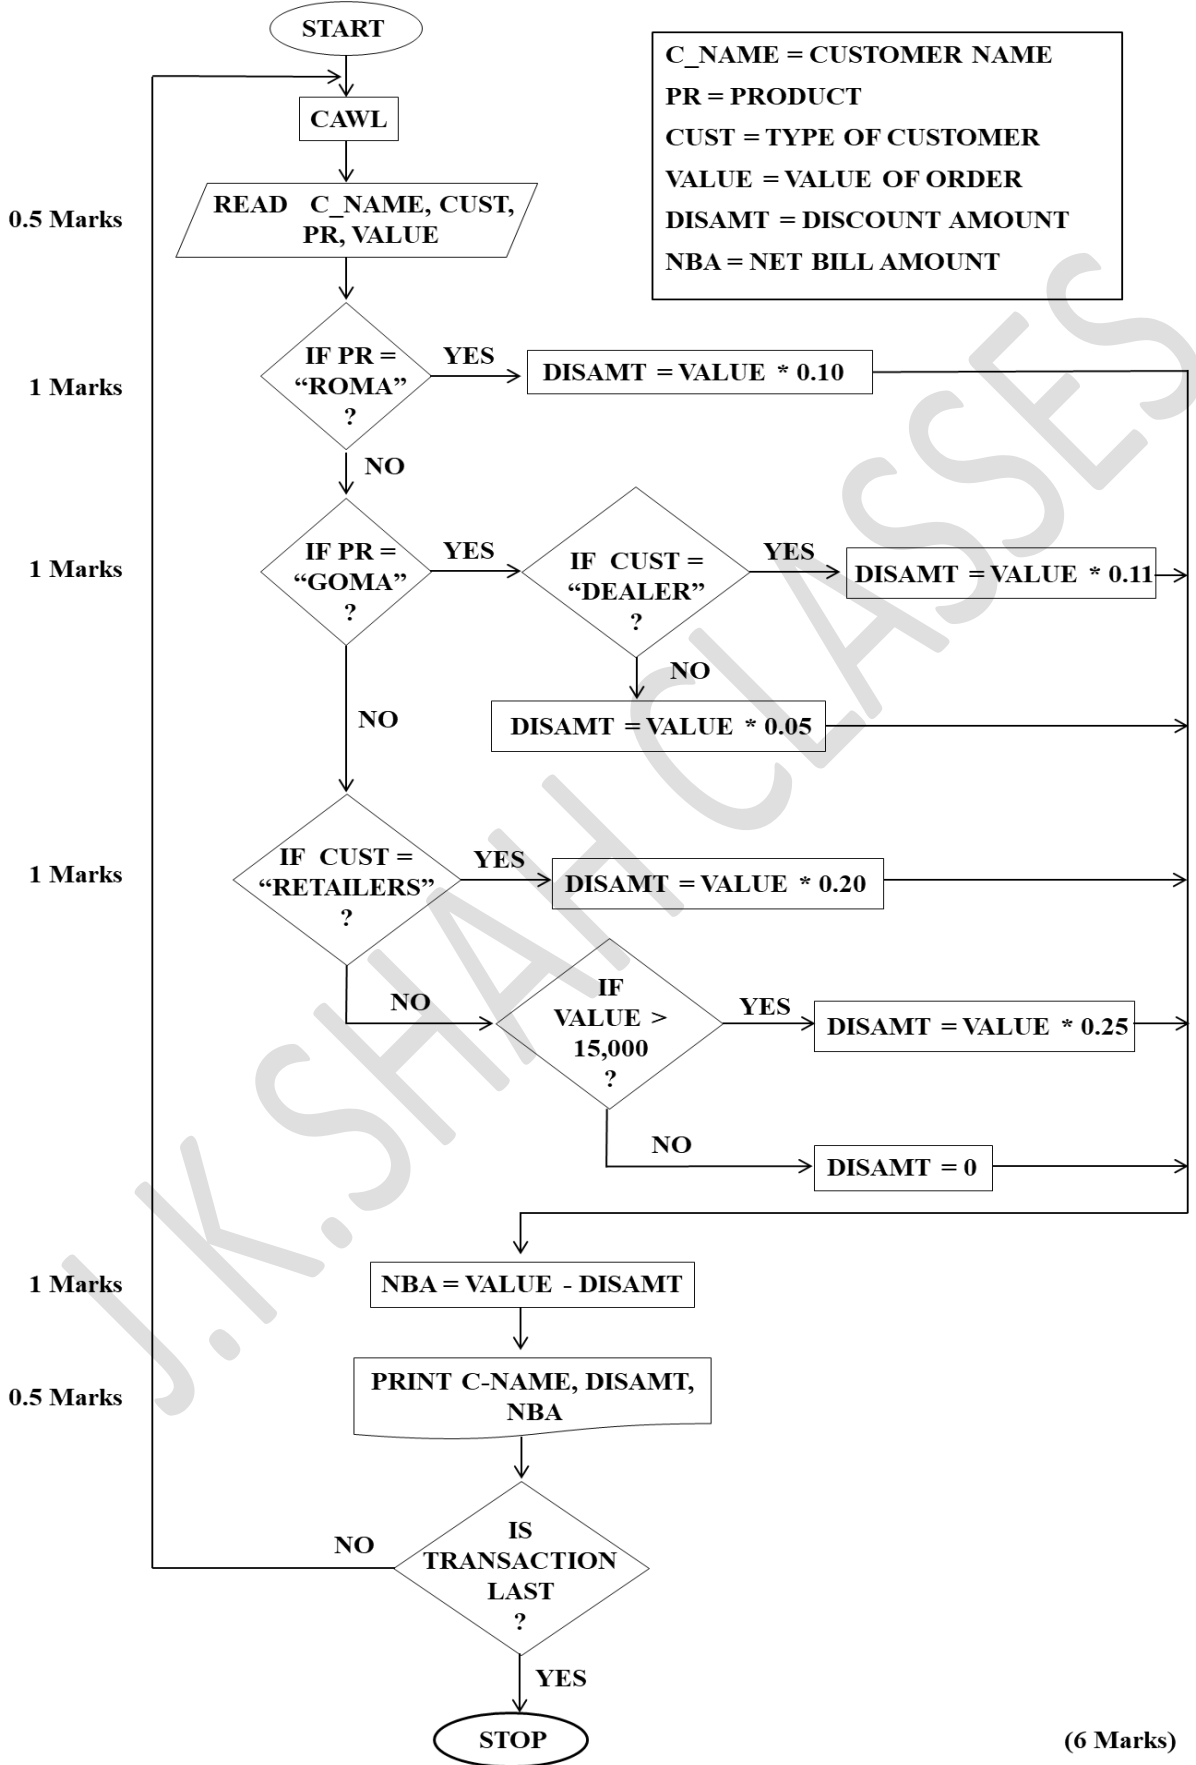 START
C_NAME = CUSTOMER NAME
PR = PRODUCT
CUST = TYPE OF CUSTOMER
VALUE = VALUE OF ORDER
DISAMT = DISCOUNT AMOUNT
NBA = NET BILL AMOUNT
CAWL
0.5 Marks
READ C_NAME, CUST,
PR, VALUE
1 Marks
IF PR =
“ROMA”
?
YES
DISAMT = VALUE * 0.10
NO
1 Marks
IF PR =
“GOMA”
?
YES
IF CUST =
“DEALER”
?
YES
DISAMT = VALUE * 0.11
NO
DISAMT = VALUE * 0.05
NO
1 Marks
IF CUST =
“RETAILERS”
?
YES
DISAMT = VALUE * 0.20
NO
IF
VALUE >
15,000
?
YES
DISAMT = VALUE * 0.25
NO
DISAMT = 0
1 Marks
NBA = VALUE - DISAMT
0.5 Marks
PRINT C-NAME, DISAMT,
NBA
NO
IS
TRANSACTION
LAST
?
YES
STOP
(6 Marks)
J.K.SHAH CLASSES